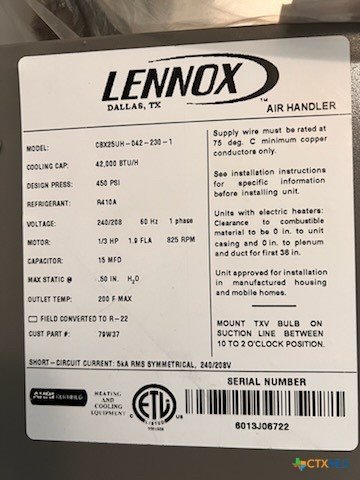 LENNOX
DALLAS, TX
™ AIR HANDLER
MODEL: CBX25UH-042-230-1
COOLING CAP: 42,000 BTU/H
DESIGN PRESS: 450 PSI
REFRIGERANT: R410A
VOLTAGE: 240/208 60 Hz 1 phase
MOTOR: 1/3 HP 1.9 FLA 825 RPM
CAPACITOR: 15 MFD
MAX STATIC @ .50 IN. H₂O
OUTLET TEMP: 200 F MAX
FIELD CONVERTED TO R-22
CUST PART #: 79W37
Supply wire must be rated at
75 deg. C minimum copper
conductors only.
See installation instructions
for specific information
before installing unit.
Units with electric heaters:
Clearance to combustible
material to be 0 in. to unit
casing and 0 in. to plenum
and duct for first 36 in.
Unit approved for installation
in manufactured housing
and mobile homes.
MOUNT TXV BULB ON
SUCTION LINE BETWEEN
10 TO 2 O'CLOCK POSITION.
SHORT-CIRCUIT CURRENT: 5kA RMS SYMMETRICAL, 240/208V
AHRI CERTIFIED
HEATING
AND COOLING
EQUIPMENT
C ETL US
LISTED
SERIAL NUMBER
6013J06722
CTX